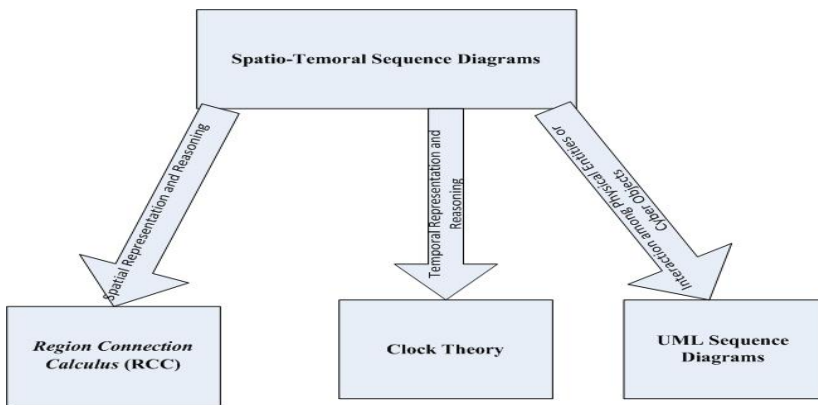 Spatio-Temoral Sequence Diagrams
Spatial Representation and Reasoning
Temporal Representation and
Reasoning
Interaction among Physical Entities or
Cyber Objects
Region Connection
Calculus (RCC)
Clock Theory
UML Sequence
Diagrams